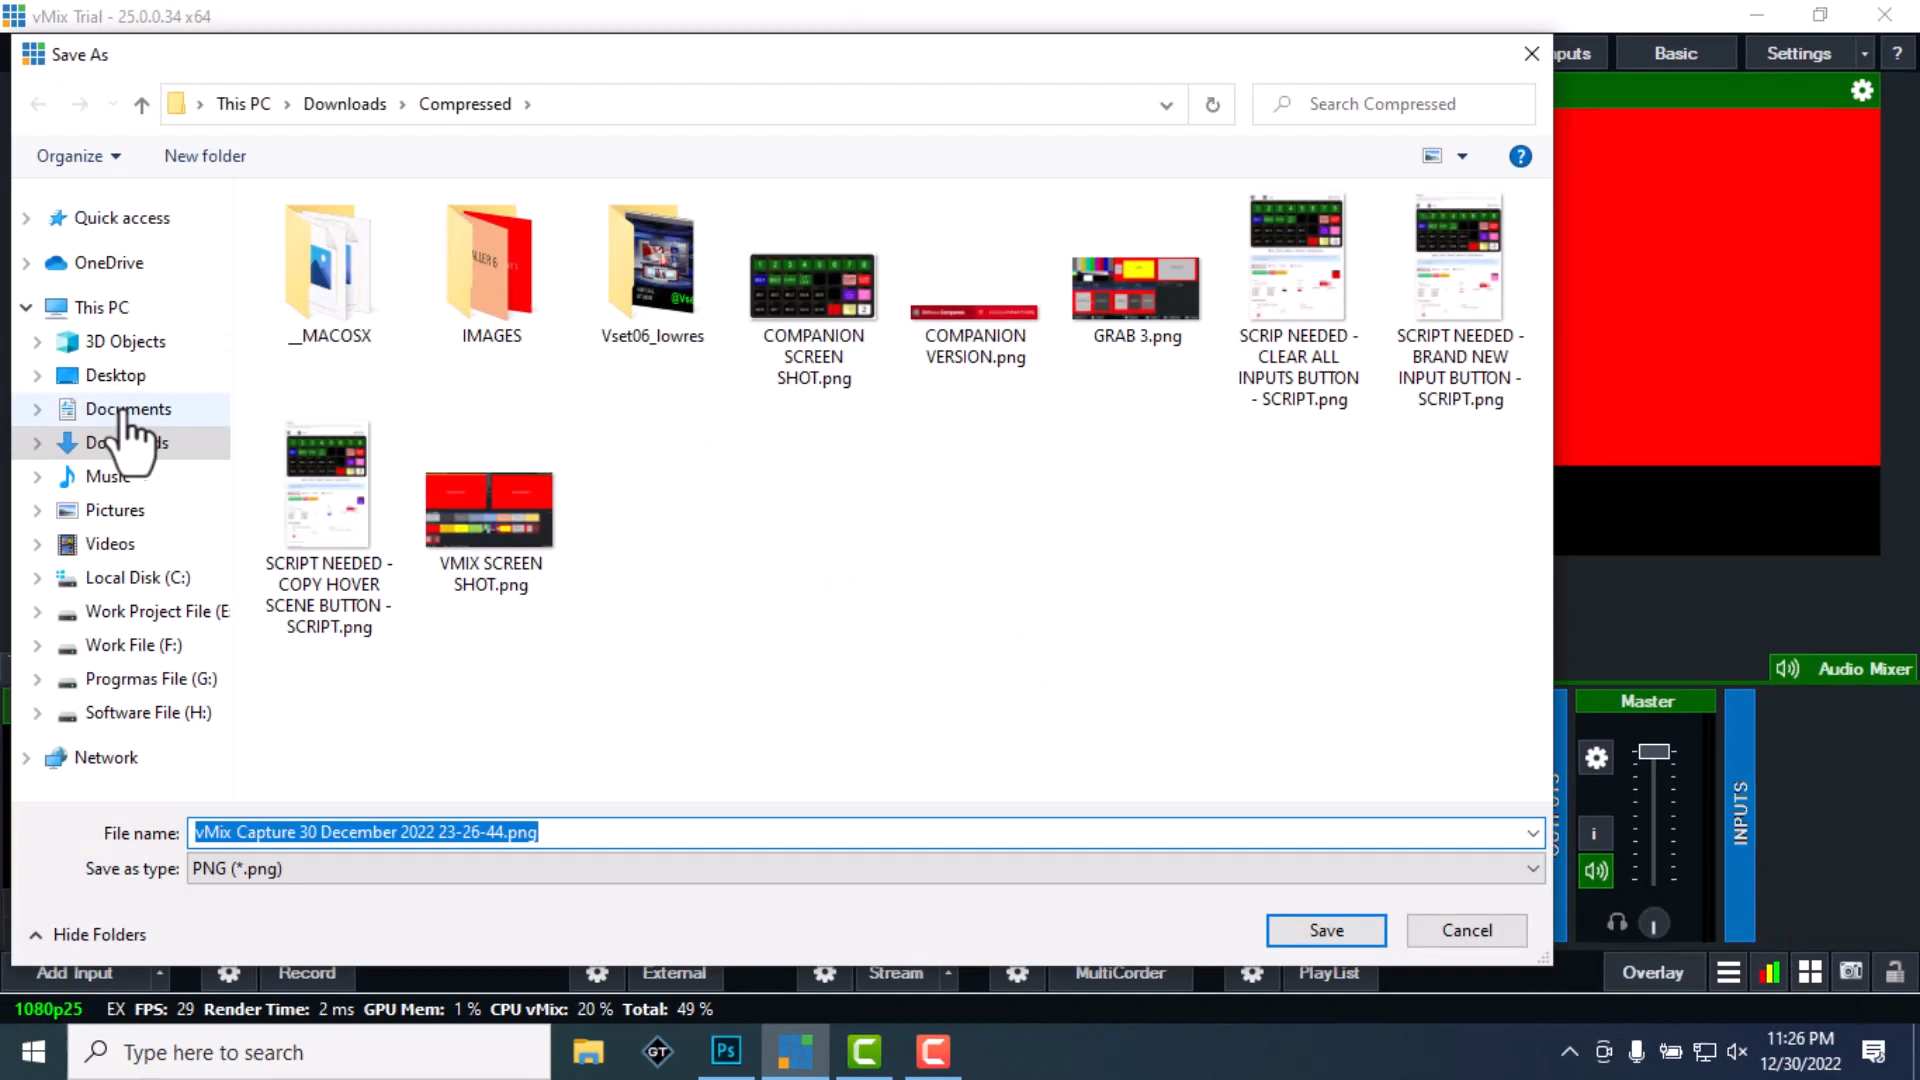 vMix Trial - 25.0.0.34 x64
Save As
Basic
Settings
?
This PC
Downloads
Compressed
Search Compressed
Organize
New folder
?
Quick access
OneDrive
This PC
3D Objects
Desktop
Documents
Music
Pictures
Videos
Local Disk (C:)
Work Project File (E
Work File (F:)
Progrmas File (G:)
Software File (H:)
Network
__MACOSX
IMAGES
Vset06_lowres
COMPANION
SCREEN
SHOT.png
COMPANION
VERSION.png
GRAB 3.png
SCRIP NEEDED -
CLEAR ALL
INPUTS BUTTON
- SCRIPT.png
SCRIPT NEEDED -
BRAND NEW
INPUT BUTTON -
SCRIPT.png
SCRIPT NEEDED -
COPY HOVER
SCENE BUTTON -
SCRIPT.png
VMIX SCREEN
SHOT.png
Audio Mixer
Master
i
INPUTS
File name:
vMix Capture 30 December 2022 23-26-44.png
Save as type:
PNG (*.png)
Hide Folders
Save
Cancel
Add Input
Record
External
Stream
MultiCorder
PlayList
Overlay
1080p25
EX FPS: 29 Render Time: 2 ms GPU Mem: 1 % CPU vMix: 20 % Total: 49 %
Type here to search
GT
Ps
11:26 PM
12/30/2022